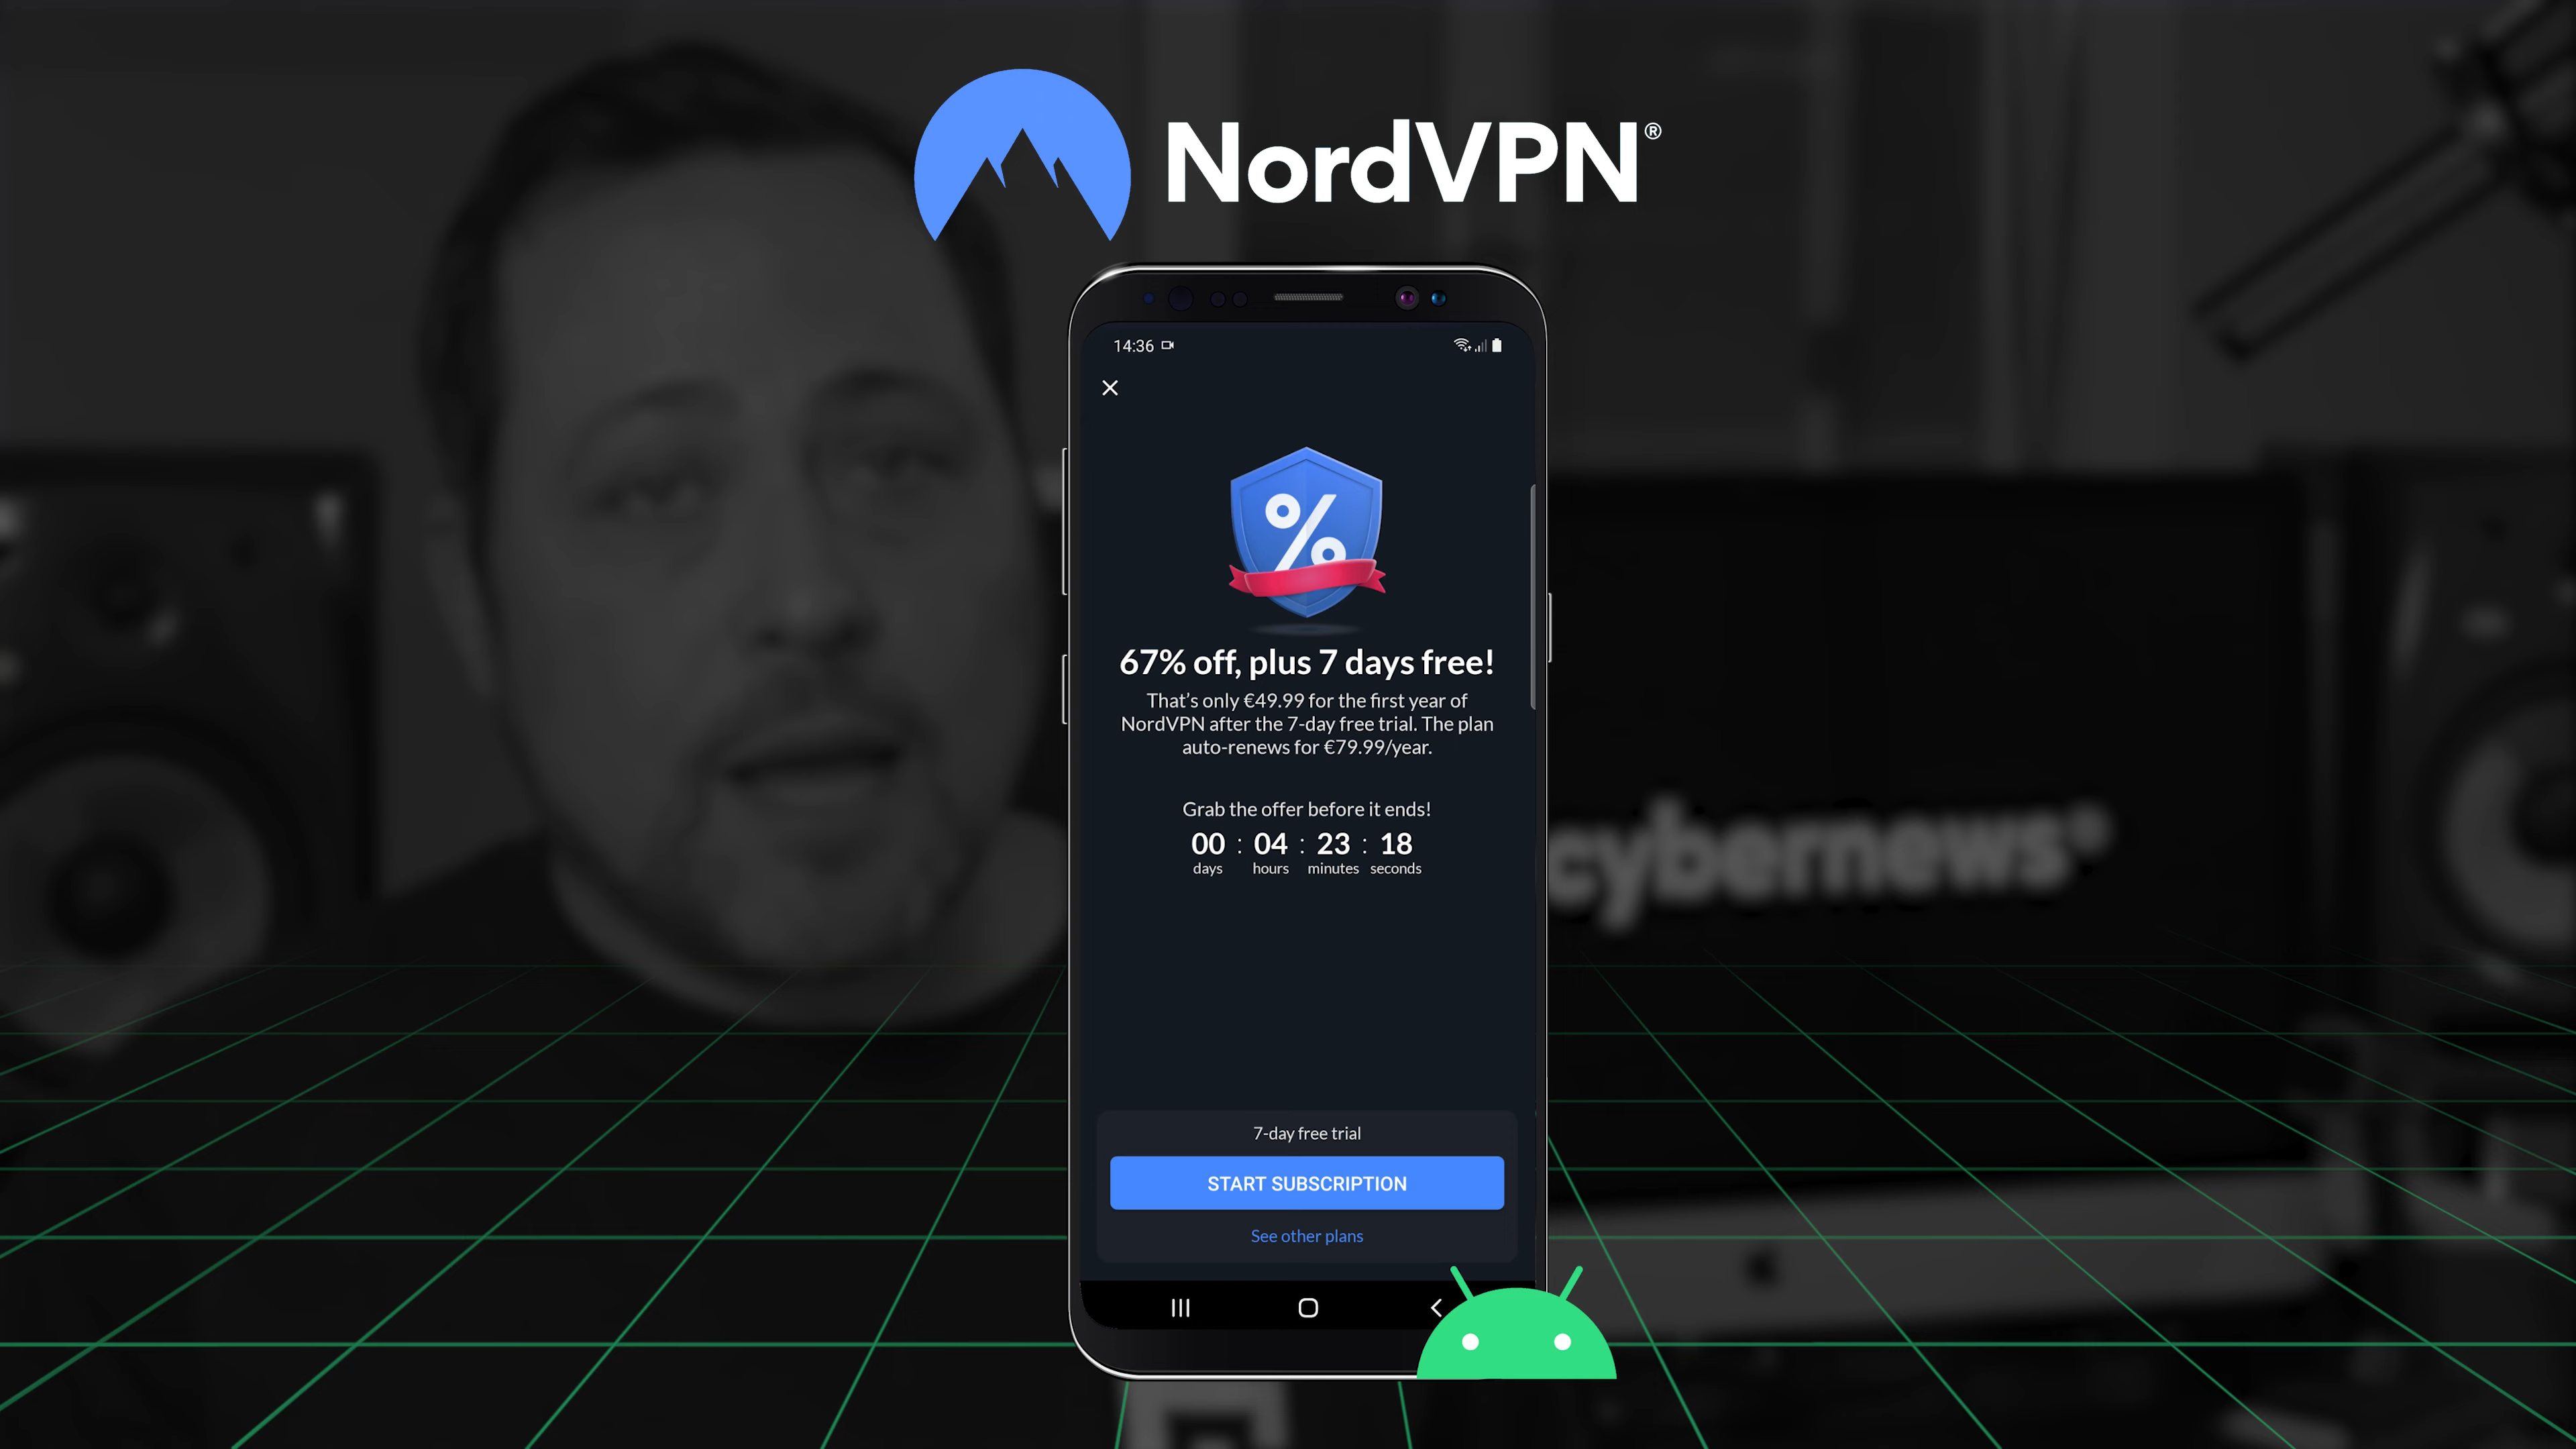 NordVPN®
14:36
67% off, plus 7 days free!
That's only €49.99 for the first year of
NordVPN after the 7-day free trial. The plan
auto-renews for €79.99/year.
Grab the offer before it ends!
00 : 04 : 23 : 18
days hours minutes seconds
cybernews®
7-day free trial
START SUBSCRIPTION
See other plans